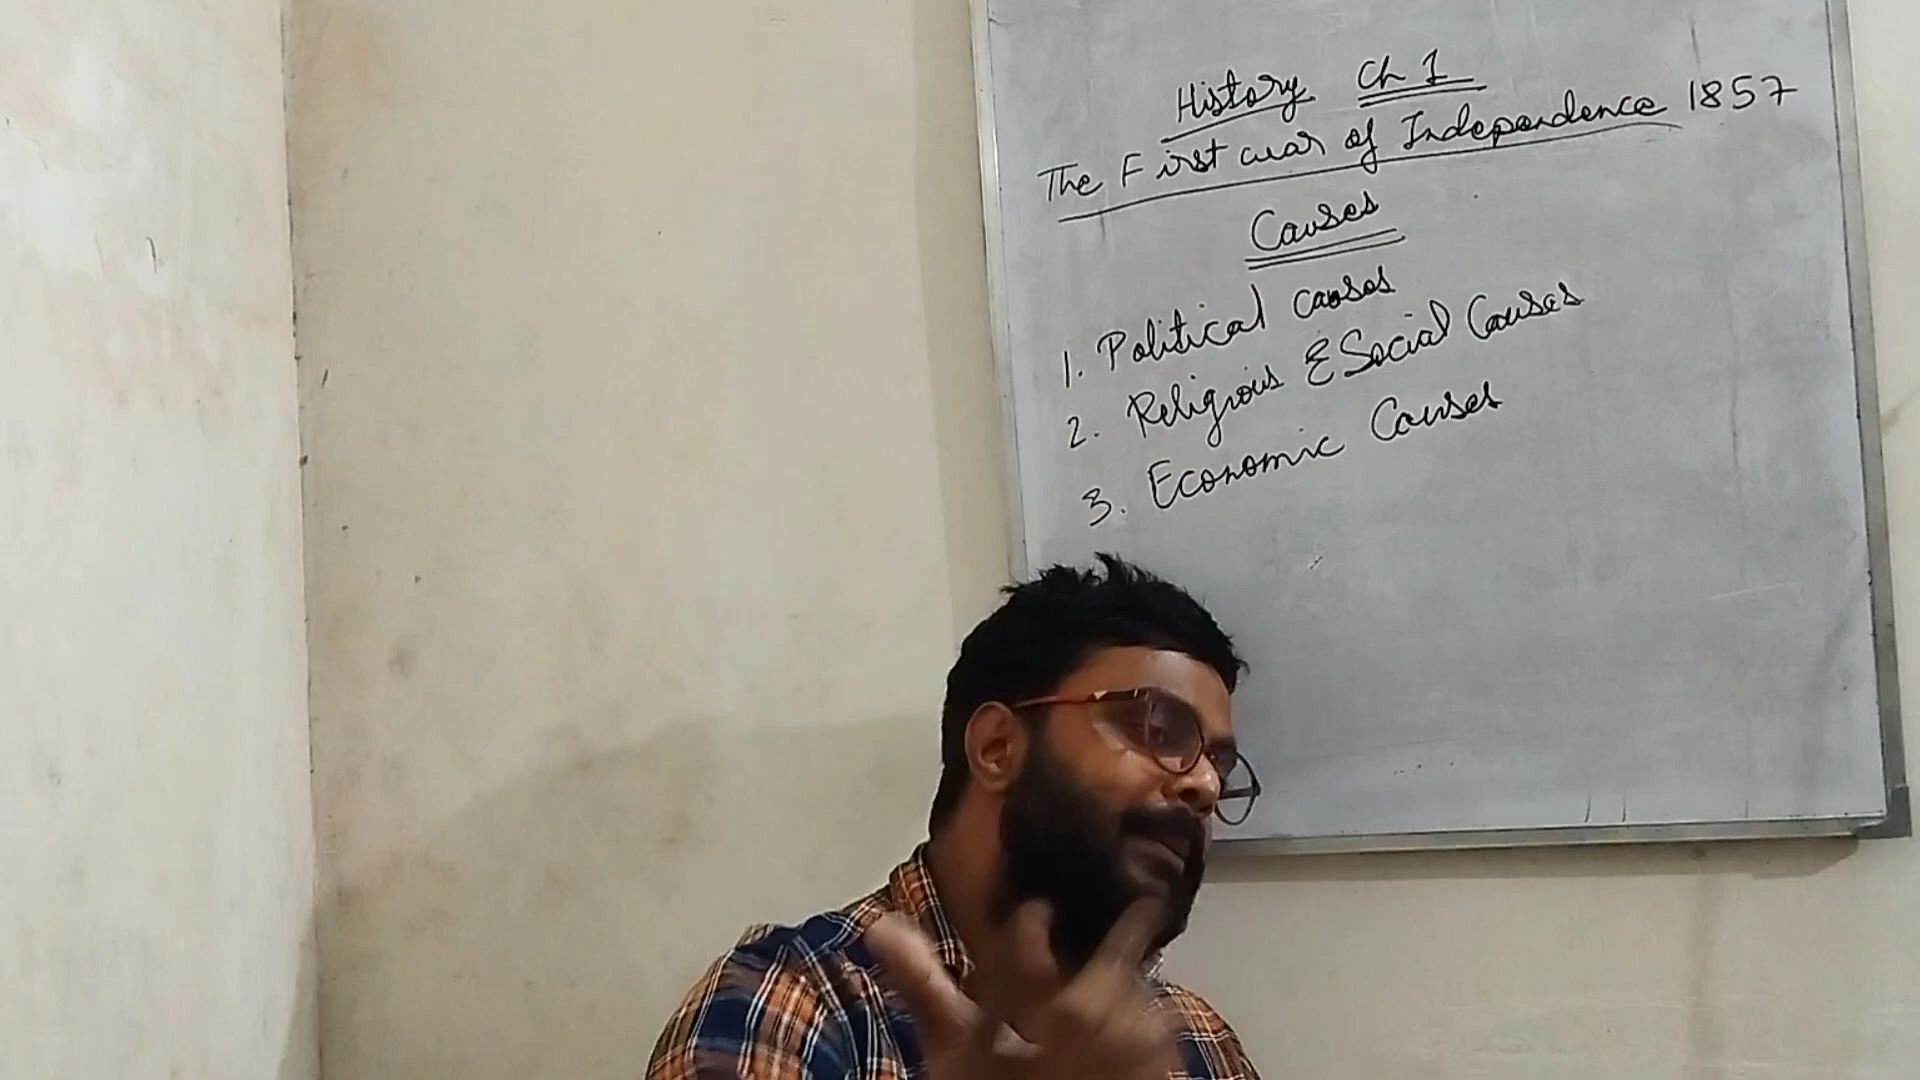 History Ch 1
The First war of Independence 1857
Causes
1. Political causes
2. Religious & Social Causes
3. Economic Causes